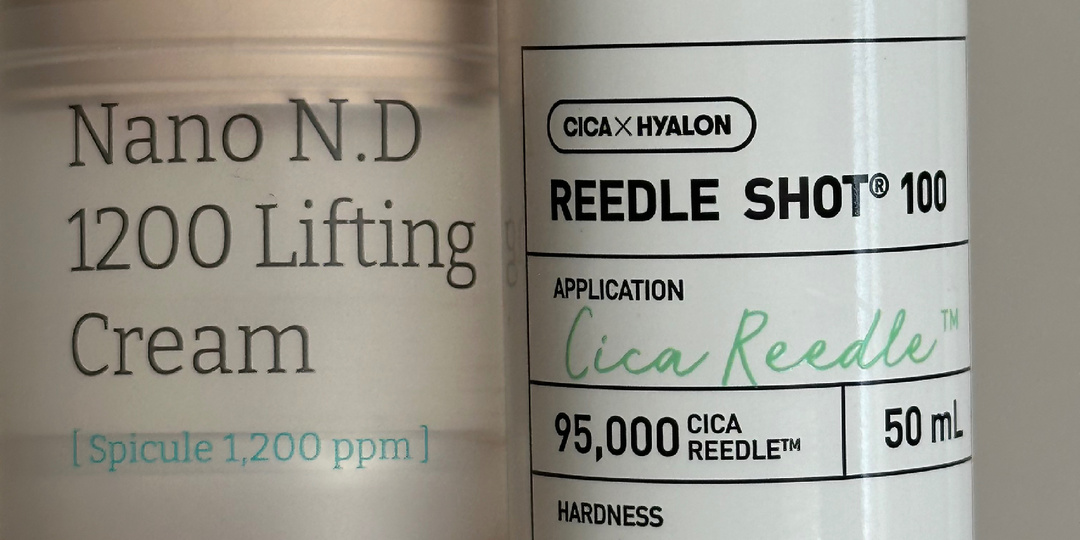 Nano N.D
1200 Lifting
Cream
[ Spicule 1,200 ppm ]
CICA×HYALON
REEDLE SHOT® 100
APPLICATION
Cica Reedle™
95,000 CICA
REEDLE™
50 mL
HARDNESS